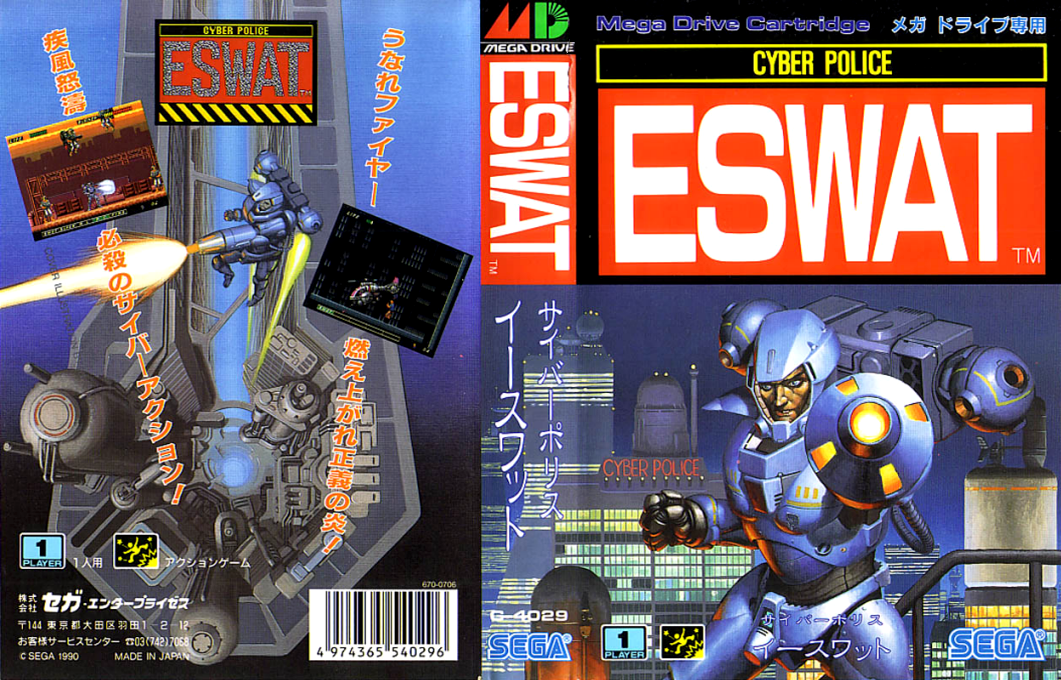 疾風怒濤
CYBER POLICE
ESWAT™
うなれファイヤー
必殺のサイバーアクション!
燃え上がれ正義の炎!
1
PLAYER
1人用
アクションゲーム
株式会社 セガ・エンタープライゼス
〒144 東京都大田区羽田1-2-12
お客様サービスセンター ☎03(742)7068
© SEGA 1990 MADE IN JAPAN
670-0706
4 974365 540296
MD
MEGA DRIVE
ESWAT™
サイバーポリス
イースワット
G-4029
SEGA®
Mega Drive Cartridge メガ ドライブ専用
CYBER POLICE
ESWAT™
CYBER POLICE
1
PLAYER
サイバーポリス
イースワット
SEGA®